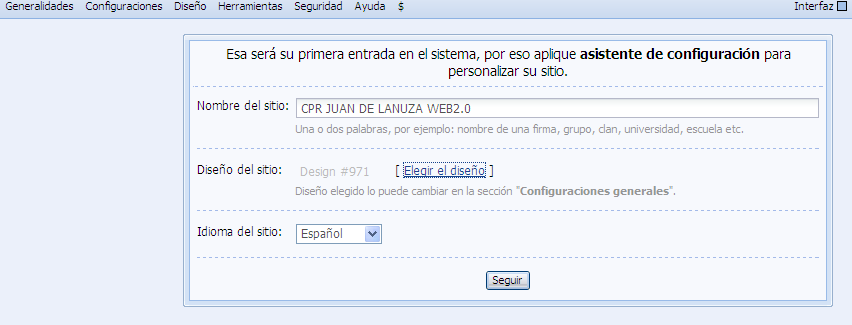 Generalidades Configuraciones Diseño Herramientas Seguridad Ayuda $ Interfaz
Esa será su primera entrada en el sistema, por eso aplique asistente de configuración para
personalizar su sitio.
Nombre del sitio: CPR JUAN DE LANUZA WEB2.0
Una o dos palabras, por ejemplo: nombre de una firma, grupo, clan, universidad, escuela etc.
Diseño del sitio: Design #971 [ Elegir el diseño ]
Diseño elegido lo puede cambiar en la sección "Configuraciones generales".
Idioma del sitio: Español
Seguir